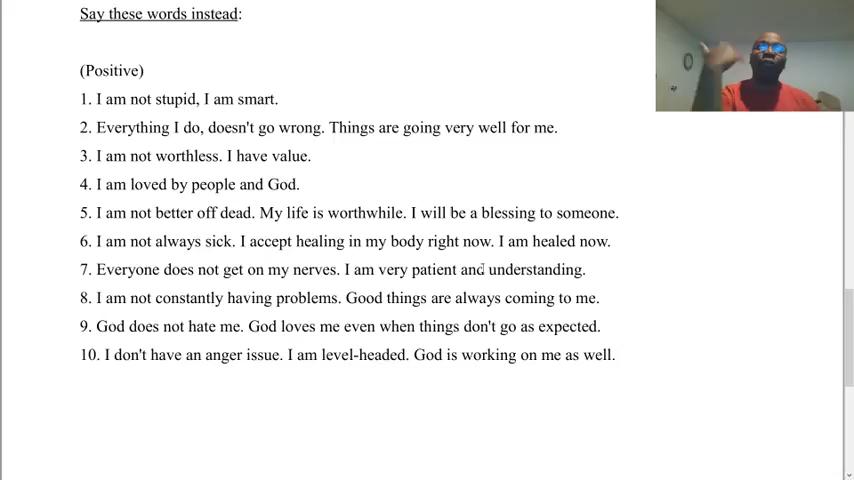 Say these words instead:
(Positive)
1. I am not stupid, I am smart.
2. Everything I do, doesn't go wrong. Things are going very well for me.
3. I am not worthless. I have value.
4. I am loved by people and God.
5. I am not better off dead. My life is worthwhile. I will be a blessing to someone.
6. I am not always sick. I accept healing in my body right now. I am healed now.
7. Everyone does not get on my nerves. I am very patient and understanding.
8. I am not constantly having problems. Good things are always coming to me.
9. God does not hate me. God loves me even when things don't go as expected.
10. I don't have an anger issue. I am level-headed. God is working on me as well.